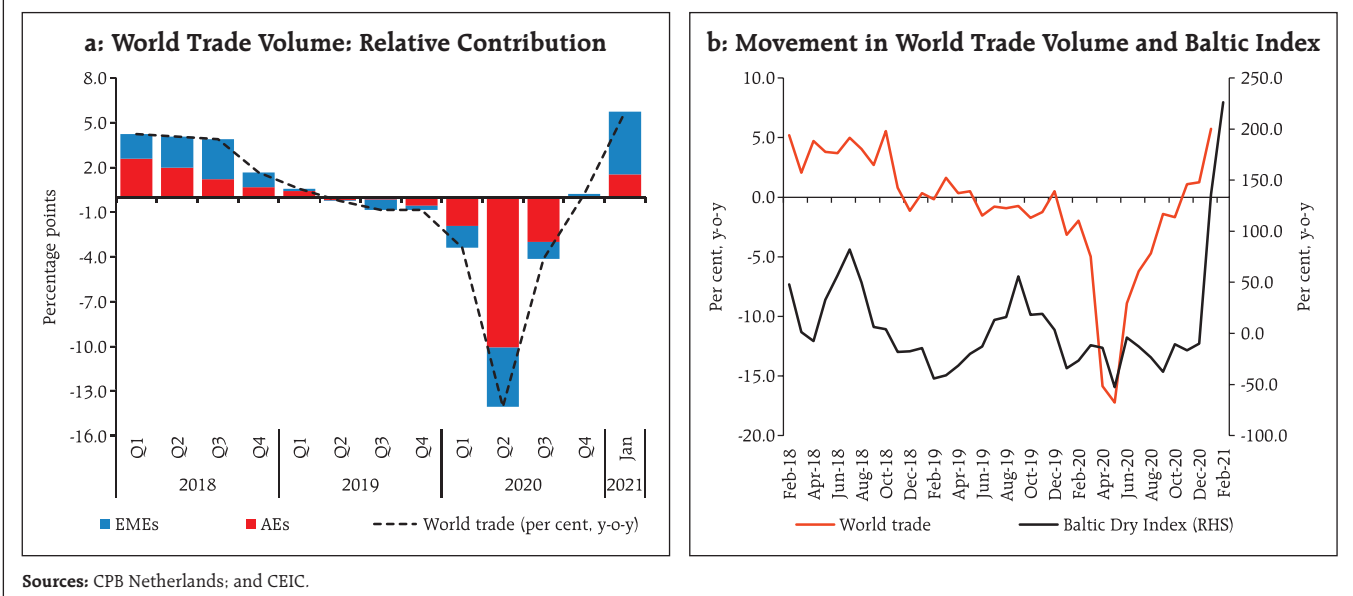 a: World Trade Volume: Relative Contribution
Percentage points
8.0
5.0
2.0
-1.0
-4.0
-7.0
-10.0
-13.0
-16.0
Q1 Q2 Q3 Q4 Q1 Q2 Q3 Q4 Q1 Q2 Q3 Q4 Jan
2018 2019 2020 2021
EMEs AEs World trade (per cent, y-o-y)
b: Movement in World Trade Volume and Baltic Index
Per cent, y-o-y
10.0
5.0
0.0
-5.0
-10.0
-15.0
-20.0
250.0
200.0
150.0
100.0
50.0
0.0
-50.0
-100.0
Per cent, y-o-y
Feb-18 Apr-18 Jun-18 Aug-18 Oct-18 Dec-18 Feb-19 Apr-19 Jun-19 Aug-19 Oct-19 Dec-19 Feb-20 Apr-20 Jun-20 Aug-20 Oct-20 Dec-20 Feb-21
World trade Baltic Dry Index (RHS)
Sources: CPB Netherlands; and CEIC.